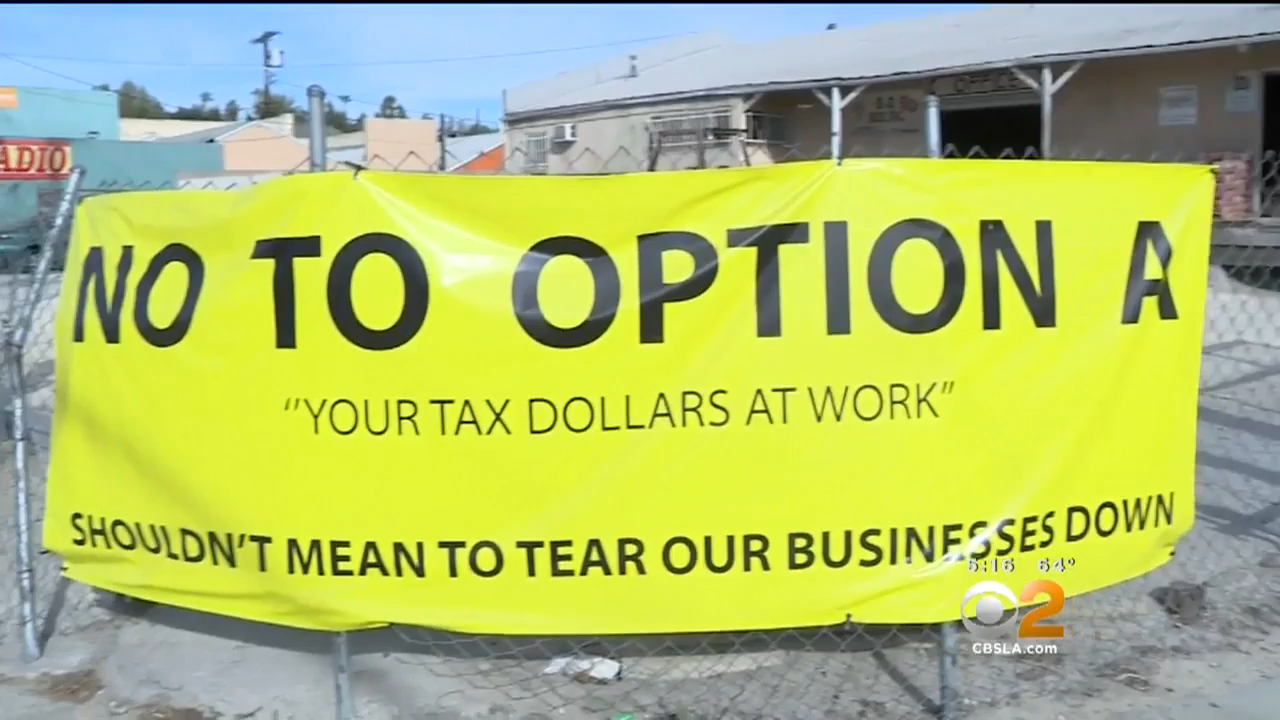 ADIO
OFFICE
NO TO OPTION A
“YOUR TAX DOLLARS AT WORK”
SHOULDN’T MEAN TO TEAR OUR BUSINESSES DOWN
5:16 64°
2
CBSLA.com